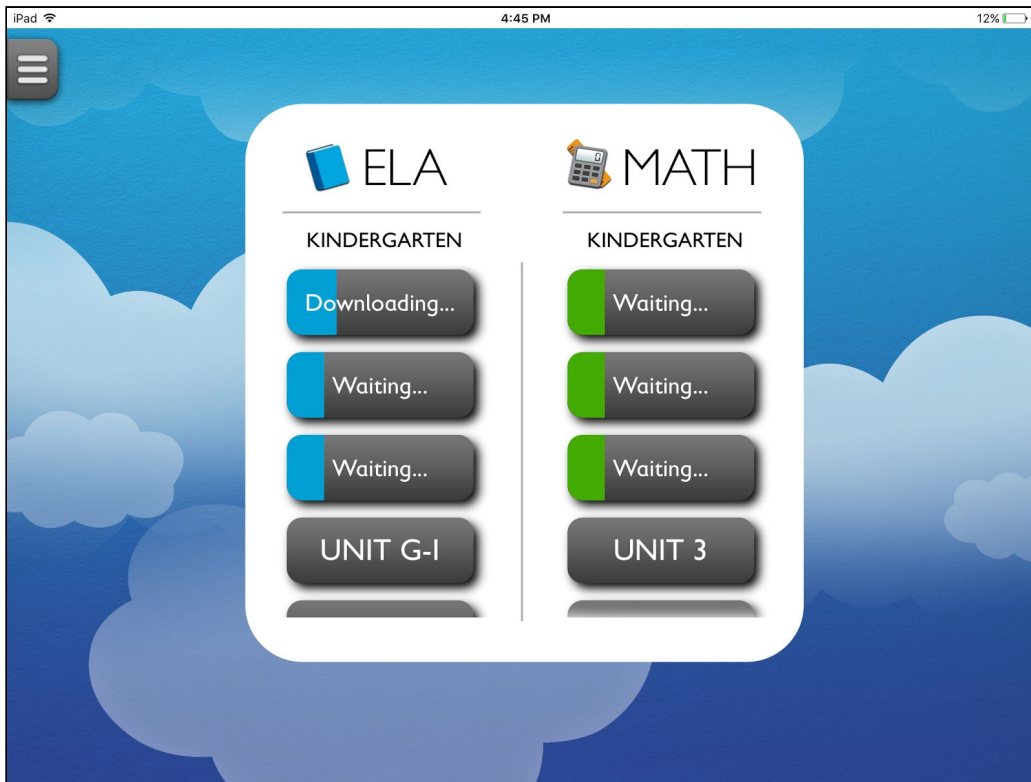 iPad 4:45 PM 12%
ELA
KINDERGARTEN
Downloading...
Waiting...
Waiting...
UNIT G-I
MATH
KINDERGARTEN
Waiting...
Waiting...
Waiting...
UNIT 3